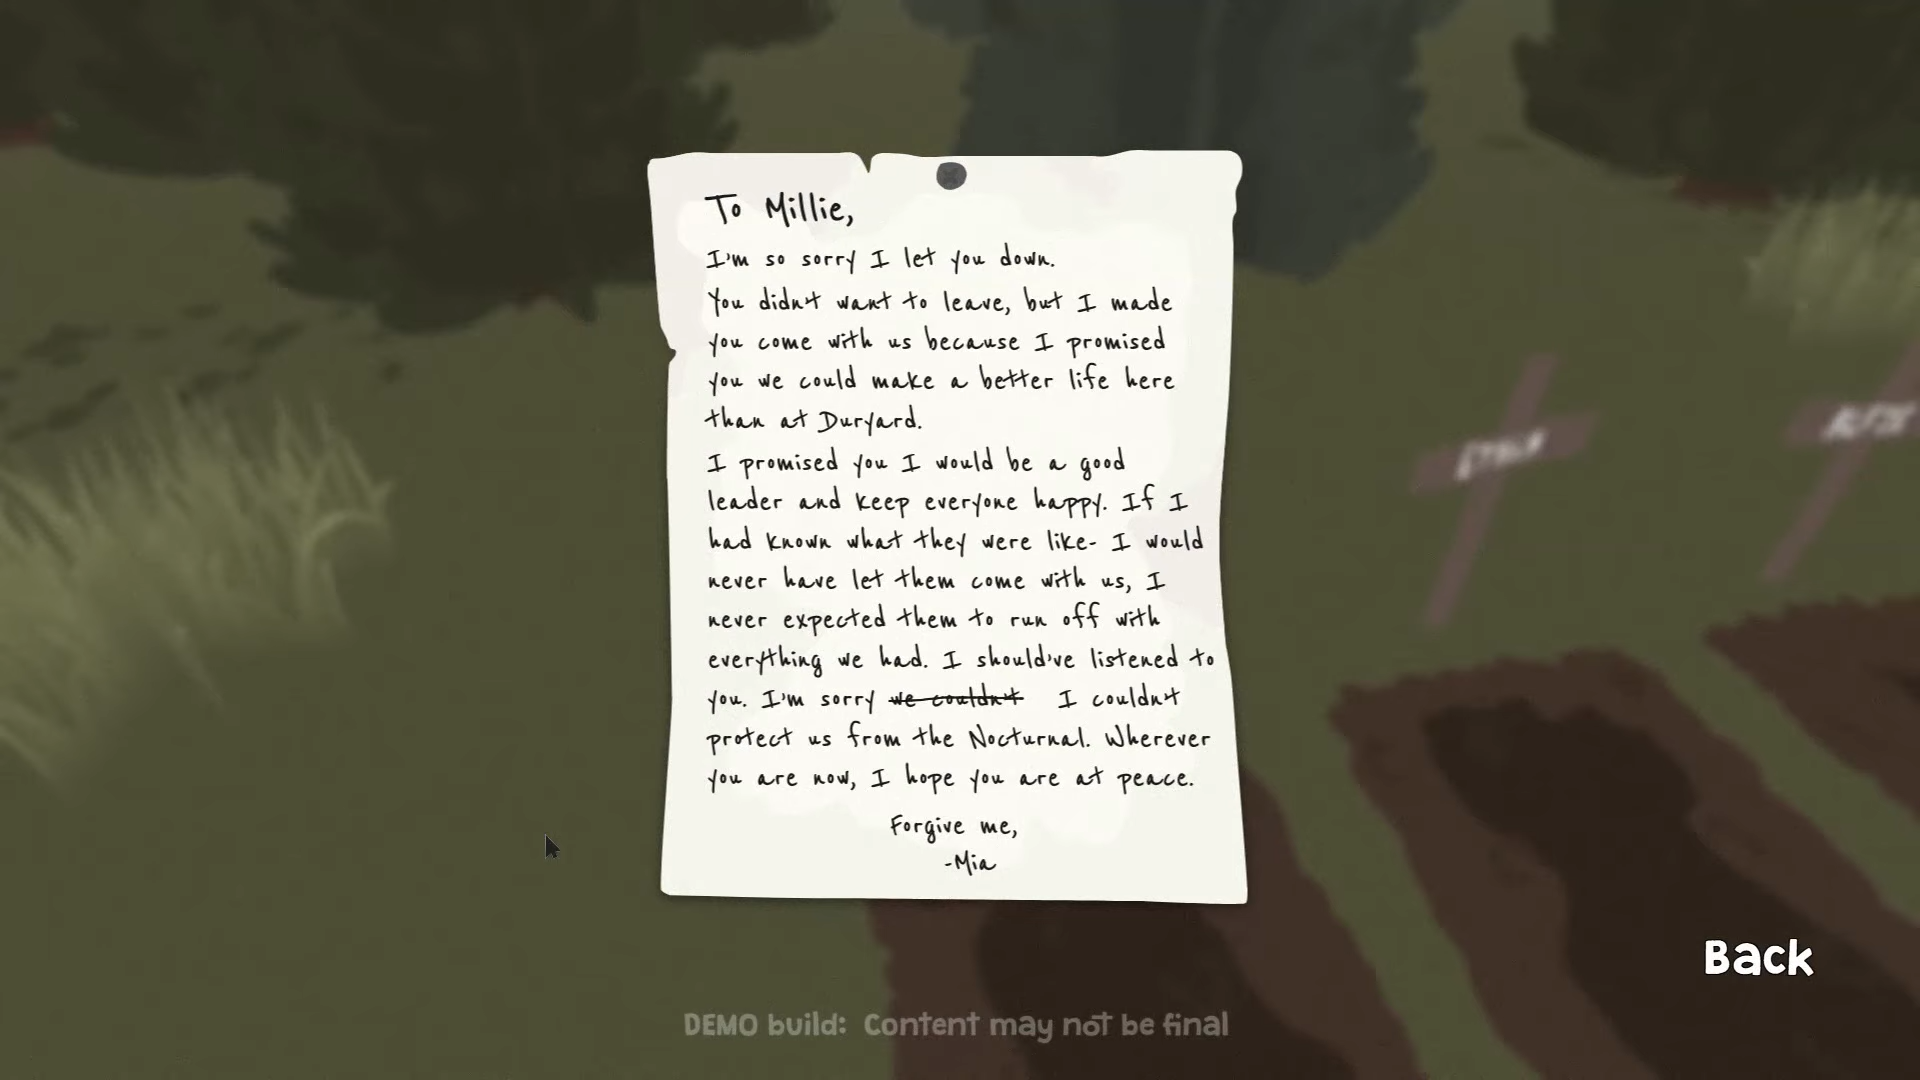 To Millie,
I'm so sorry I let you down.
You didn't want to leave, but I made
you come with us because I promised
you we could make a better life here
than at Duryard.
I promised you I would be a good
leader and keep everyone happy. If I
had known what they were like- I would
never have let them come with us, I
never expected them to run off with
everything we had. I should've listened to
you. I'm sorry we couldn't I couldn't
protect us from the Nocturnal. Wherever
you are now, I hope you are at peace.
Forgive me,
-Mia
Back
DEMO build: Content may not be final